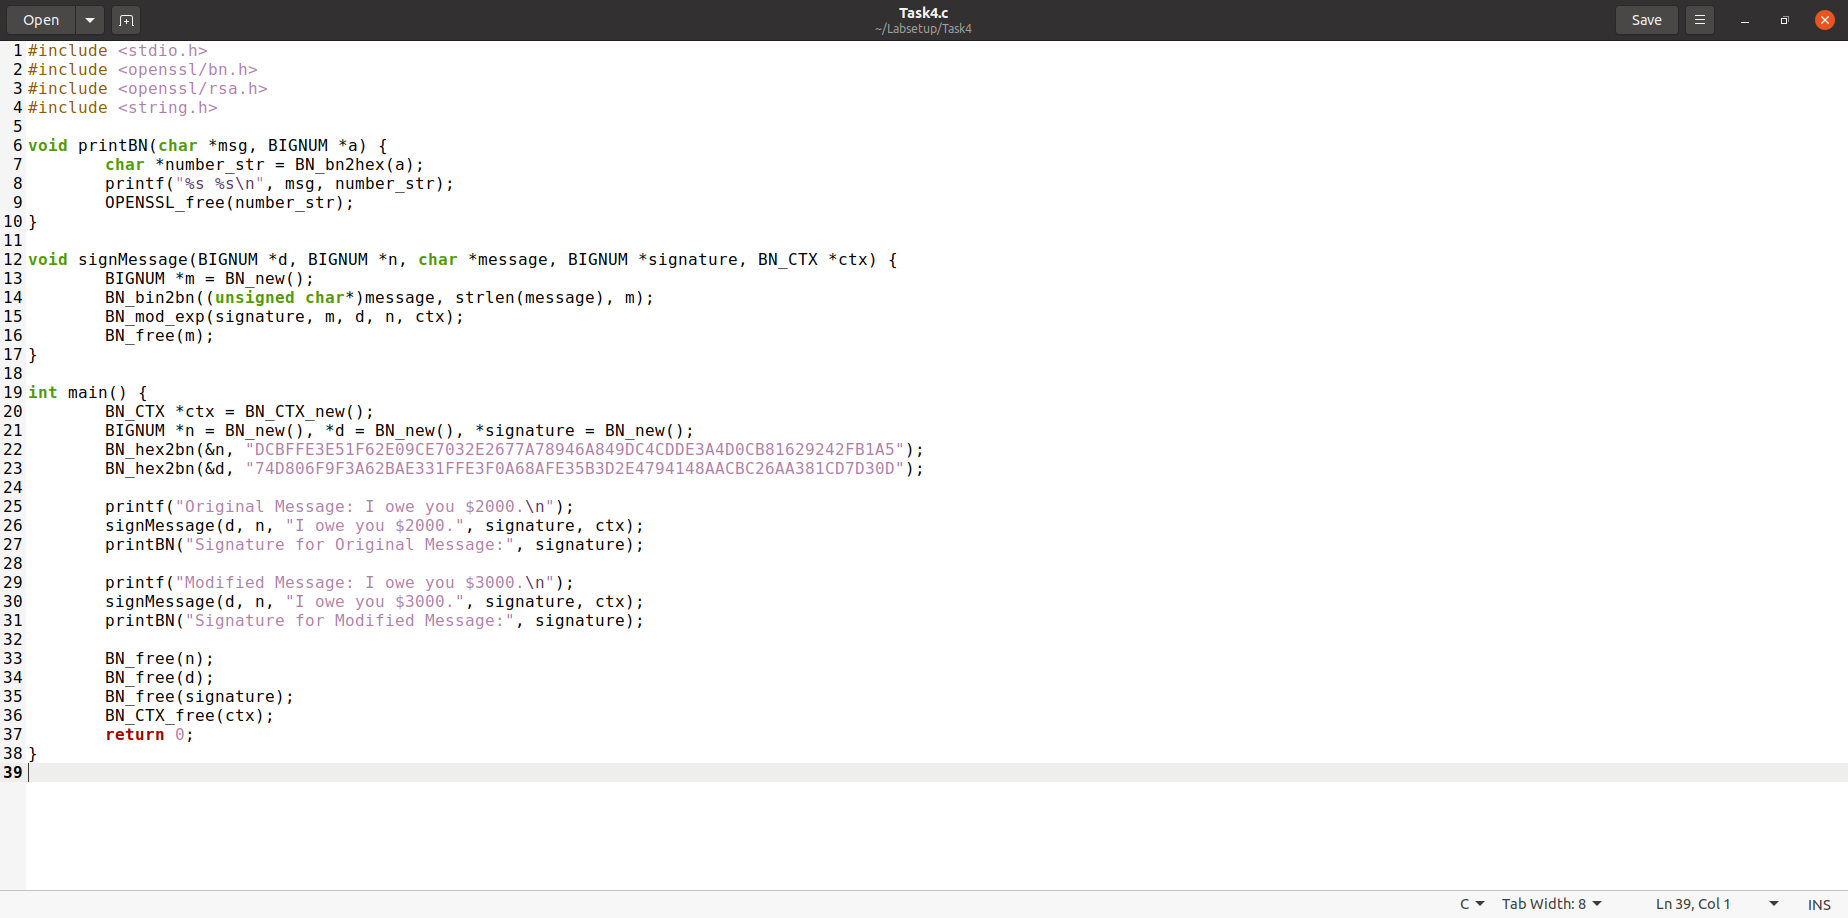 Open
Task4.c
~/Labsetup/Task4
Save
1 #include <stdio.h>
2 #include <openssl/bn.h>
3 #include <openssl/rsa.h>
4 #include <string.h>
5
6 void printBN(char *msg, BIGNUM *a) {
7         char *number_str = BN_bn2hex(a);
8         printf("%s %s\n", msg, number_str);
9         OPENSSL_free(number_str);
10 }
11
12 void signMessage(BIGNUM *d, BIGNUM *n, char *message, BIGNUM *signature, BN_CTX *ctx) {
13         BIGNUM *m = BN_new();
14         BN_bin2bn((unsigned char*)message, strlen(message), m);
15         BN_mod_exp(signature, m, d, n, ctx);
16         BN_free(m);
17 }
18
19 int main() {
20         BN_CTX *ctx = BN_CTX_new();
21         BIGNUM *n = BN_new(), *d = BN_new(), *signature = BN_new();
22         BN_hex2bn(&n, "DCBFFE3E51F62E09CE7032E2677A78946A849DC4CDDE3A4D0CB81629242FB1A5");
23         BN_hex2bn(&d, "74D806F9F3A62BAE331FFE3F0A68AFE35B3D2E4794148AACBC26AA381CD7D30D");
24
25         printf("Original Message: I owe you $2000.\n");
26         signMessage(d, n, "I owe you $2000.", signature, ctx);
27         printBN("Signature for Original Message:", signature);
28
29         printf("Modified Message: I owe you $3000.\n");
30         signMessage(d, n, "I owe you $3000.", signature, ctx);
31         printBN("Signature for Modified Message:", signature);
32
33         BN_free(n);
34         BN_free(d);
35         BN_free(signature);
36         BN_CTX_free(ctx);
37         return 0;
38 }
39
C Tab Width: 8 Ln 39, Col 1 INS